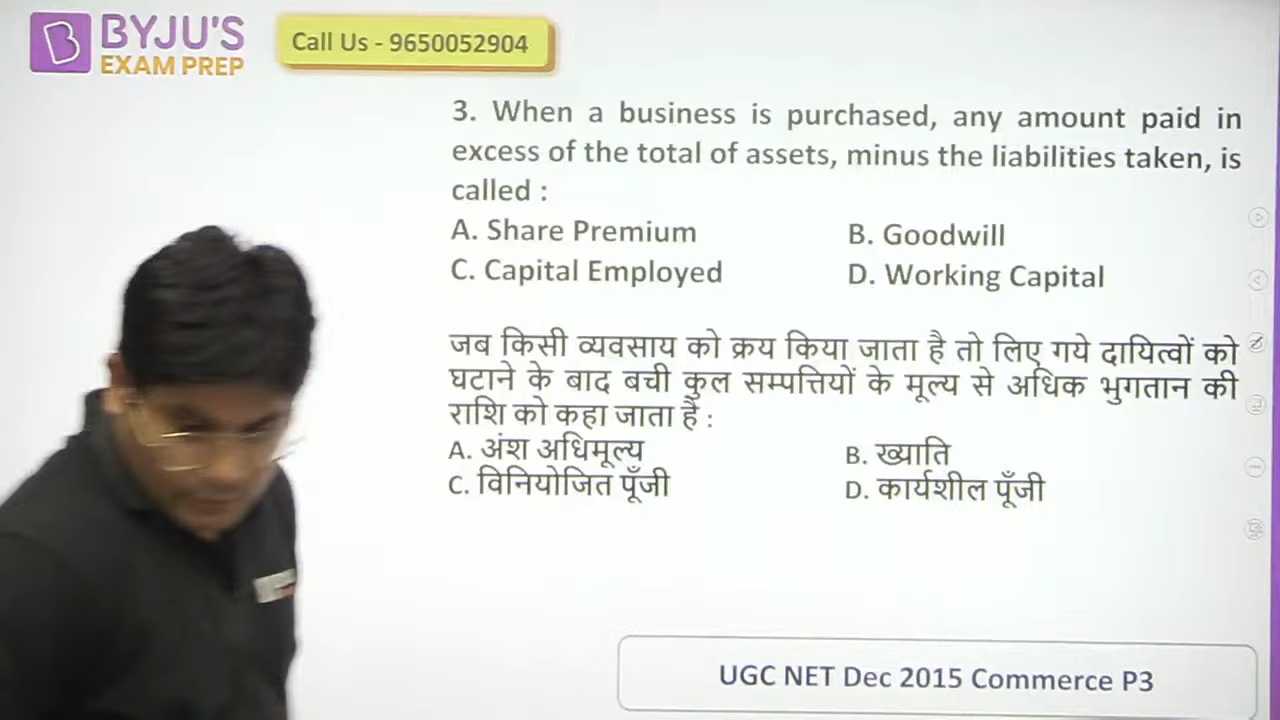 BYJU'S
EXAM PREP
Call Us - 9650052904
3. When a business is purchased, any amount paid in
excess of the total of assets, minus the liabilities taken, is
called :
A. Share Premium B. Goodwill
C. Capital Employed D. Working Capital
जब किसी व्यवसाय को क्रय किया जाता है तो लिए गये दायित्वों को
घटाने के बाद बची कुल सम्पत्तियों के मूल्य से अधिक भुगतान की
राशि को कहा जाता है :
A. अंश अधिमूल्य B. ख्याति
C. विनियोजित पूँजी D. कार्यशील पूँजी
UGC NET Dec 2015 Commerce P3